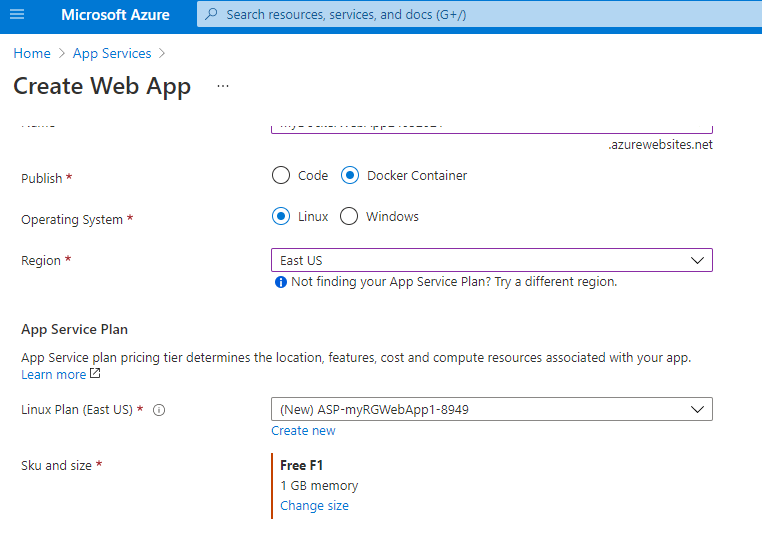 Microsoft Azure
Search resources, services, and docs (G+/)
Home > App Services >
Create Web App ...
.azurewebsites.net
Publish * Code Docker Container
Operating System * Linux Windows
Region * East US
Not finding your App Service Plan? Try a different region.
App Service Plan
App Service plan pricing tier determines the location, features, cost and compute resources associated with your app.
Learn more
Linux Plan (East US) * (New) ASP-myRGWebApp1-8949
Create new
Sku and size * Free F1
1 GB memory
Change size